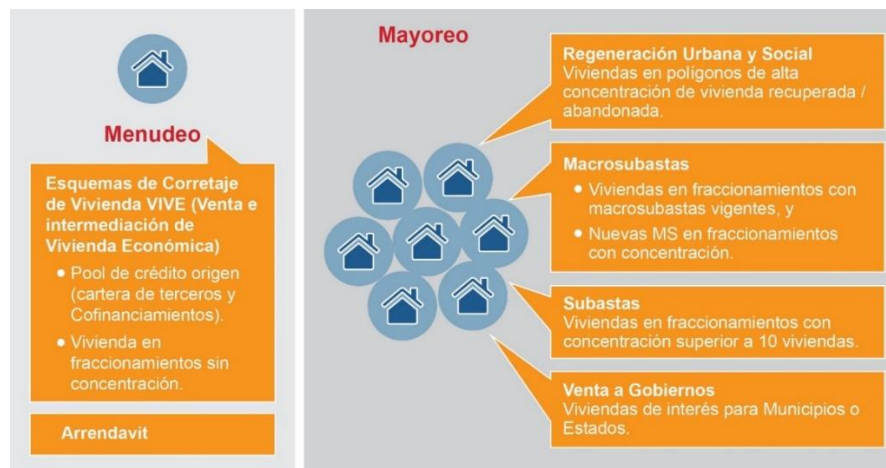 Menudeo
Esquemas de Corretaje
de Vivienda VIVE (Venta e
intermediación de
Vivienda Económica)
• Pool de crédito origen
(cartera de terceros y
Cofinanciamientos).
• Vivienda en
fraccionamientos sin
concentración.
Arrendavit
Mayoreo
Regeneración Urbana y Social
Viviendas en polígonos de alta
concentración de vivienda recuperada /
abandonada.
Macrosubastas
• Viviendas en fraccionamientos con
macrosubastas vigentes, y
• Nuevas MS en fraccionamientos
con concentración.
Subastas
Viviendas en fraccionamientos con
concentración superior a 10 viviendas.
Venta a Gobiernos
Viviendas de interés para Municipios o
Estados.